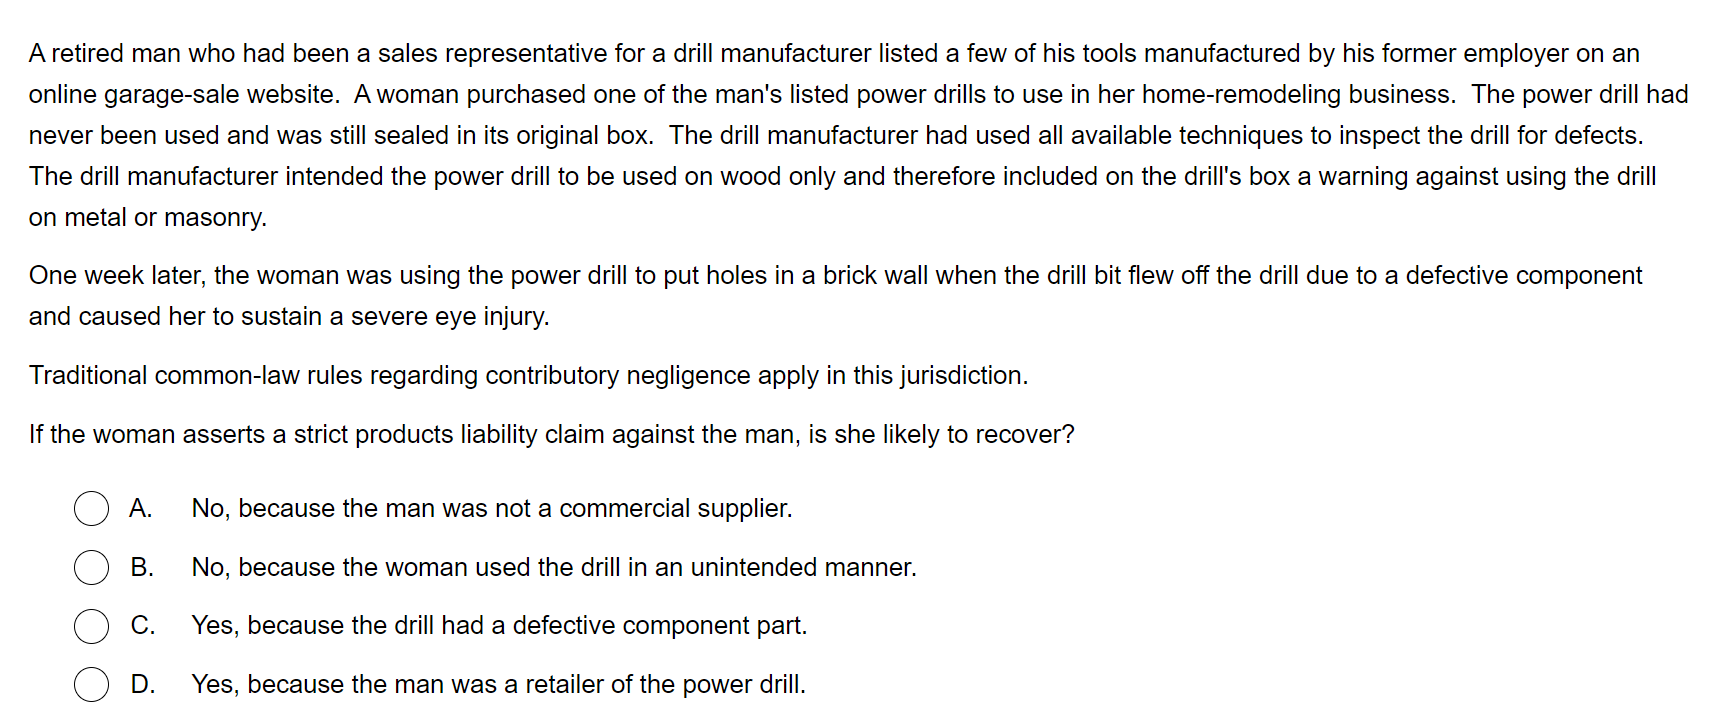 A retired man who had been a sales representative for a drill manufacturer listed a few of his tools manufactured by his former employer on an
online garage-sale website.  A woman purchased one of the man's listed power drills to use in her home-remodeling business.  The power drill had
never been used and was still sealed in its original box.  The drill manufacturer had used all available techniques to inspect the drill for defects.
The drill manufacturer intended the power drill to be used on wood only and therefore included on the drill's box a warning against using the drill
on metal or masonry.
One week later, the woman was using the power drill to put holes in a brick wall when the drill bit flew off the drill due to a defective component
and caused her to sustain a severe eye injury.
Traditional common-law rules regarding contributory negligence apply in this jurisdiction.
If the woman asserts a strict products liability claim against the man, is she likely to recover?
A. No, because the man was not a commercial supplier.
B. No, because the woman used the drill in an unintended manner.
C. Yes, because the drill had a defective component part.
D. Yes, because the man was a retailer of the power drill.